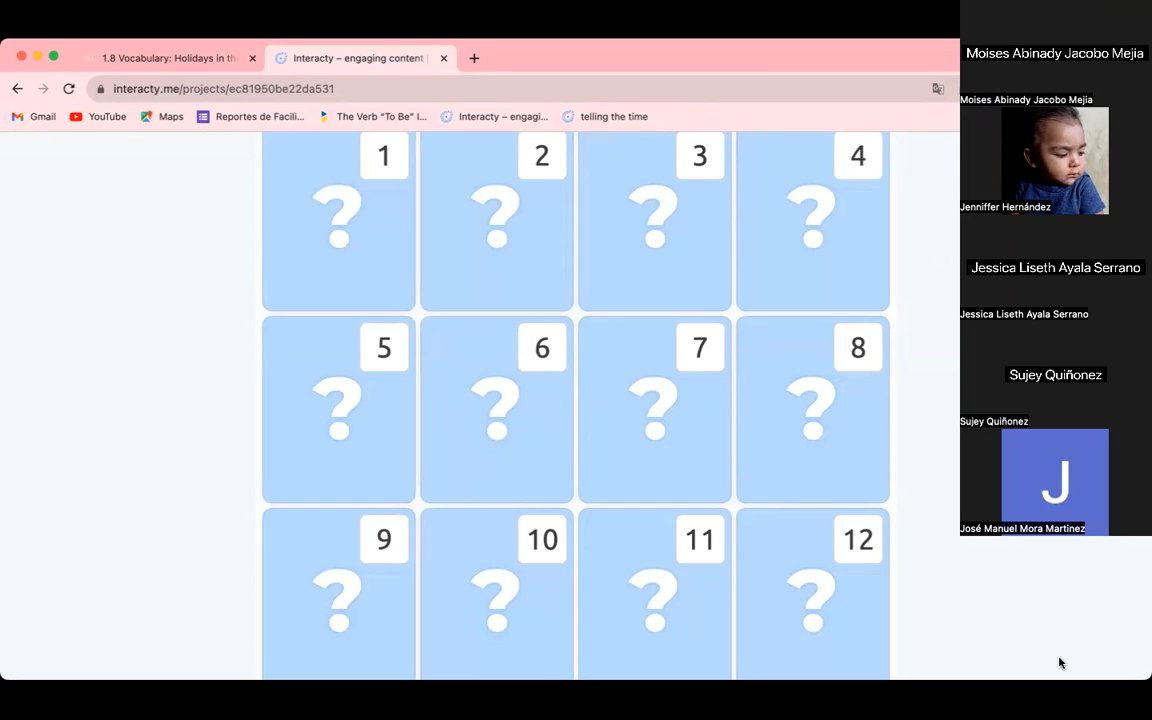 1.8 Vocabulary: Holidays in th
Interacty – engaging content |
interacty.me/projects/ec81950be22da531
Gmail
YouTube
Maps
Reportes de Facili...
The Verb "To Be" I...
Interacty – engagi...
telling the time
1
2
3
4
? ? ? ?
5
6
7
8
? ? ? ?
9
10
11
12
? ? ? ?
Moises Abinady Jacobo Mejia
Moises Abinady Jacobo Mejia
Jenniffer Hernández
Jessica Liseth Ayala Serrano
Jessica Liseth Ayala Serrano
Sujey Quiñonez
Sujey Quiñonez
J
José Manuel Mora Martinez